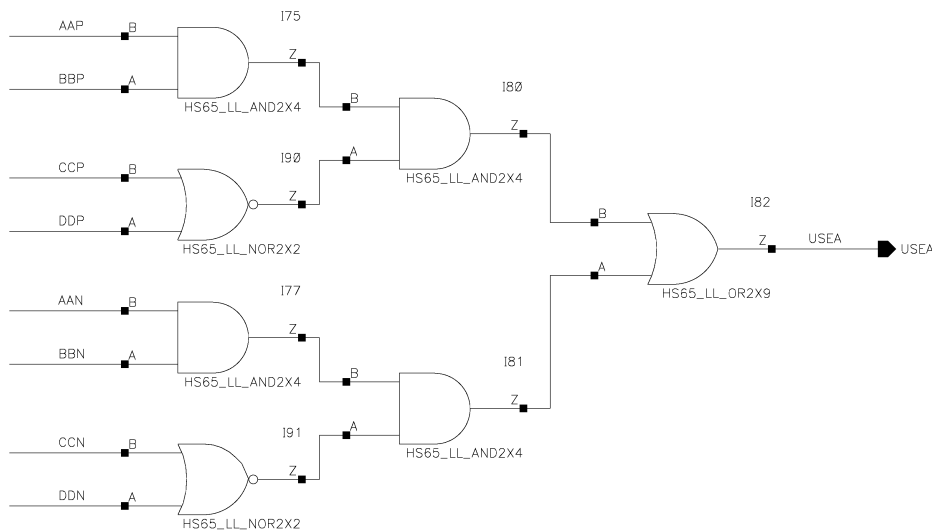 I75
AAP B
Z
BBP A
HS65_LL_AND2X4
I80
B
Z
I90
A
CCP B
HS65_LL_AND2X4
Z
DDP A
I82
HS65_LL_NOR2X2
B
Z USEA
USEA
A
HS65_LL_OR2X9
I77
AAN B
Z
BBN A
HS65_LL_AND2X4
I81
B
Z
I91
A
CCN B
HS65_LL_AND2X4
Z
DDN A
HS65_LL_NOR2X2